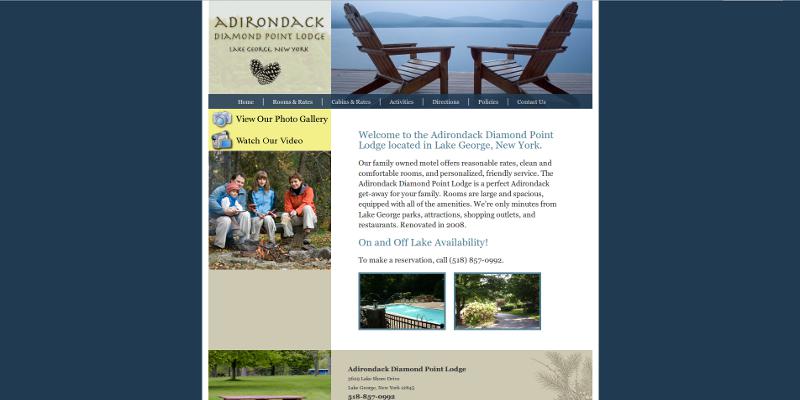 ADIRONDACK
DIAMOND POINT LODGE
LAKE GEORGE, NEW YORK
Home | Rooms & Rates | Cabins & Rates | Activities | Directions | Policies | Contact Us
View Our Photo Gallery
Watch Our Video
Welcome to the Adirondack Diamond Point
Lodge located in Lake George, New York.
Our family owned motel offers reasonable rates, clean and
comfortable rooms, and personalized, friendly service. The
Adirondack Diamond Point Lodge is a perfect Adirondack
get-away for your family. Rooms are large and spacious,
equipped with all of the amenities. We're only minutes from
Lake George parks, attractions, shopping outlets, and
restaurants. Renovated in 2008.
On and Off Lake Availability!
To make a reservation, call (518) 857-0992.
Adirondack Diamond Point Lodge
Lake Shore Drive
Lake George, New York 12845
518-857-0992